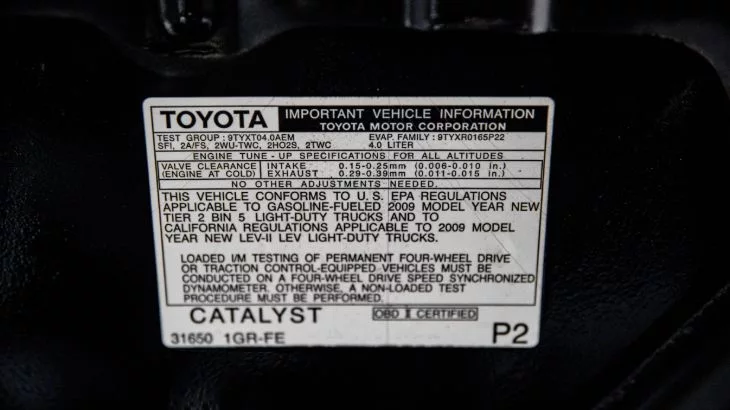 TOYOTA IMPORTANT VEHICLE INFORMATION
TOYOTA MOTOR CORPORATION
TEST GROUP : 9TYXT04.0AEM EVAP. FAMILY : 9TYXR0165P22
SFI, 2A/FS, 2WU-TWC, 2HO2S, 2TWC 4.0 LITER
ENGINE TUNE - UP SPECIFICATIONS FOR ALL ALTITUDES
VALVE CLEARANCE INTAKE 0.15-0.25mm (0.006-0.010 in.)
(ENGINE AT COLD) EXHAUST 0.29-0.39mm (0.011-0.015 in.)
NO OTHER ADJUSTMENTS NEEDED.
THIS VEHICLE CONFORMS TO U.S. EPA REGULATIONS
APPLICABLE TO GASOLINE-FUELED 2009 MODEL YEAR NEW
TIER 2 BIN 5 LIGHT-DUTY TRUCKS AND TO
CALIFORNIA REGULATIONS APPLICABLE TO 2009 MODEL
YEAR NEW LEV-II LEV LIGHT-DUTY TRUCKS.
LOADED I/M TESTING OF PERMANENT FOUR-WHEEL DRIVE
OR TRACTION CONTROL-EQUIPPED VEHICLES MUST BE
CONDUCTED ON A FOUR-WHEEL DRIVE SPEED SYNCHRONIZED
DYNAMOMETER. OTHERWISE, A NON-LOADED TEST
PROCEDURE MUST BE PERFORMED.
CATALYST OBD II CERTIFIED
31650 1GR-FE P2